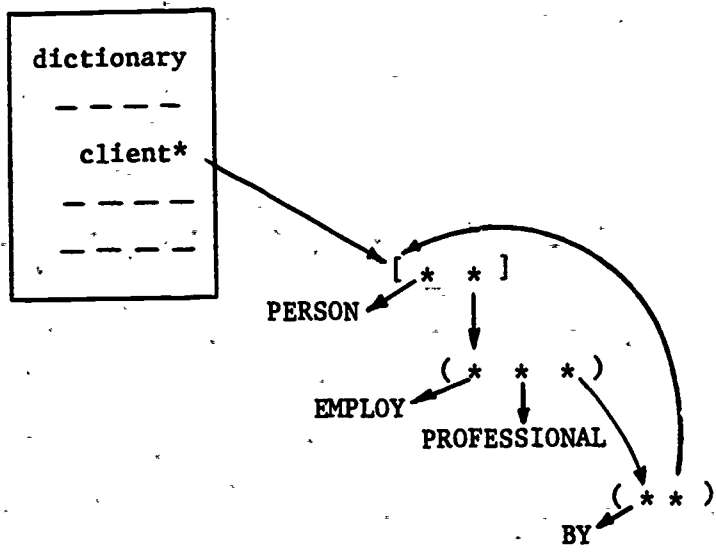 dictionary
client*
[ * * ]
PERSON
( * * * )
EMPLOY
PROFESSIONAL
( * * )
BY